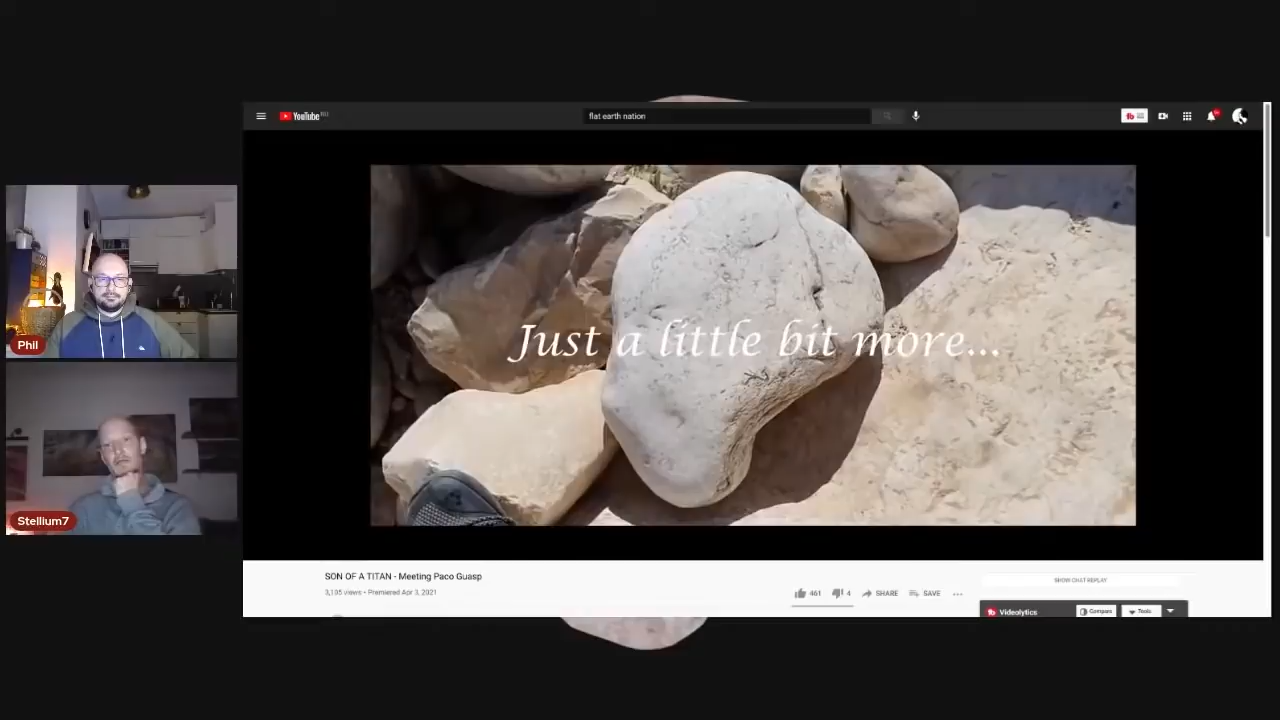 YouTube
flat earth nation
Just a little bit more...
Phil
Stellium7
SON OF A TITAN - Meeting Paco Guasp
3,105 views • Premiered Apr 3, 2021
461
4
SHARE
SAVE
SHOW CHAT REPLAY
Videolytics
Compare
Tools